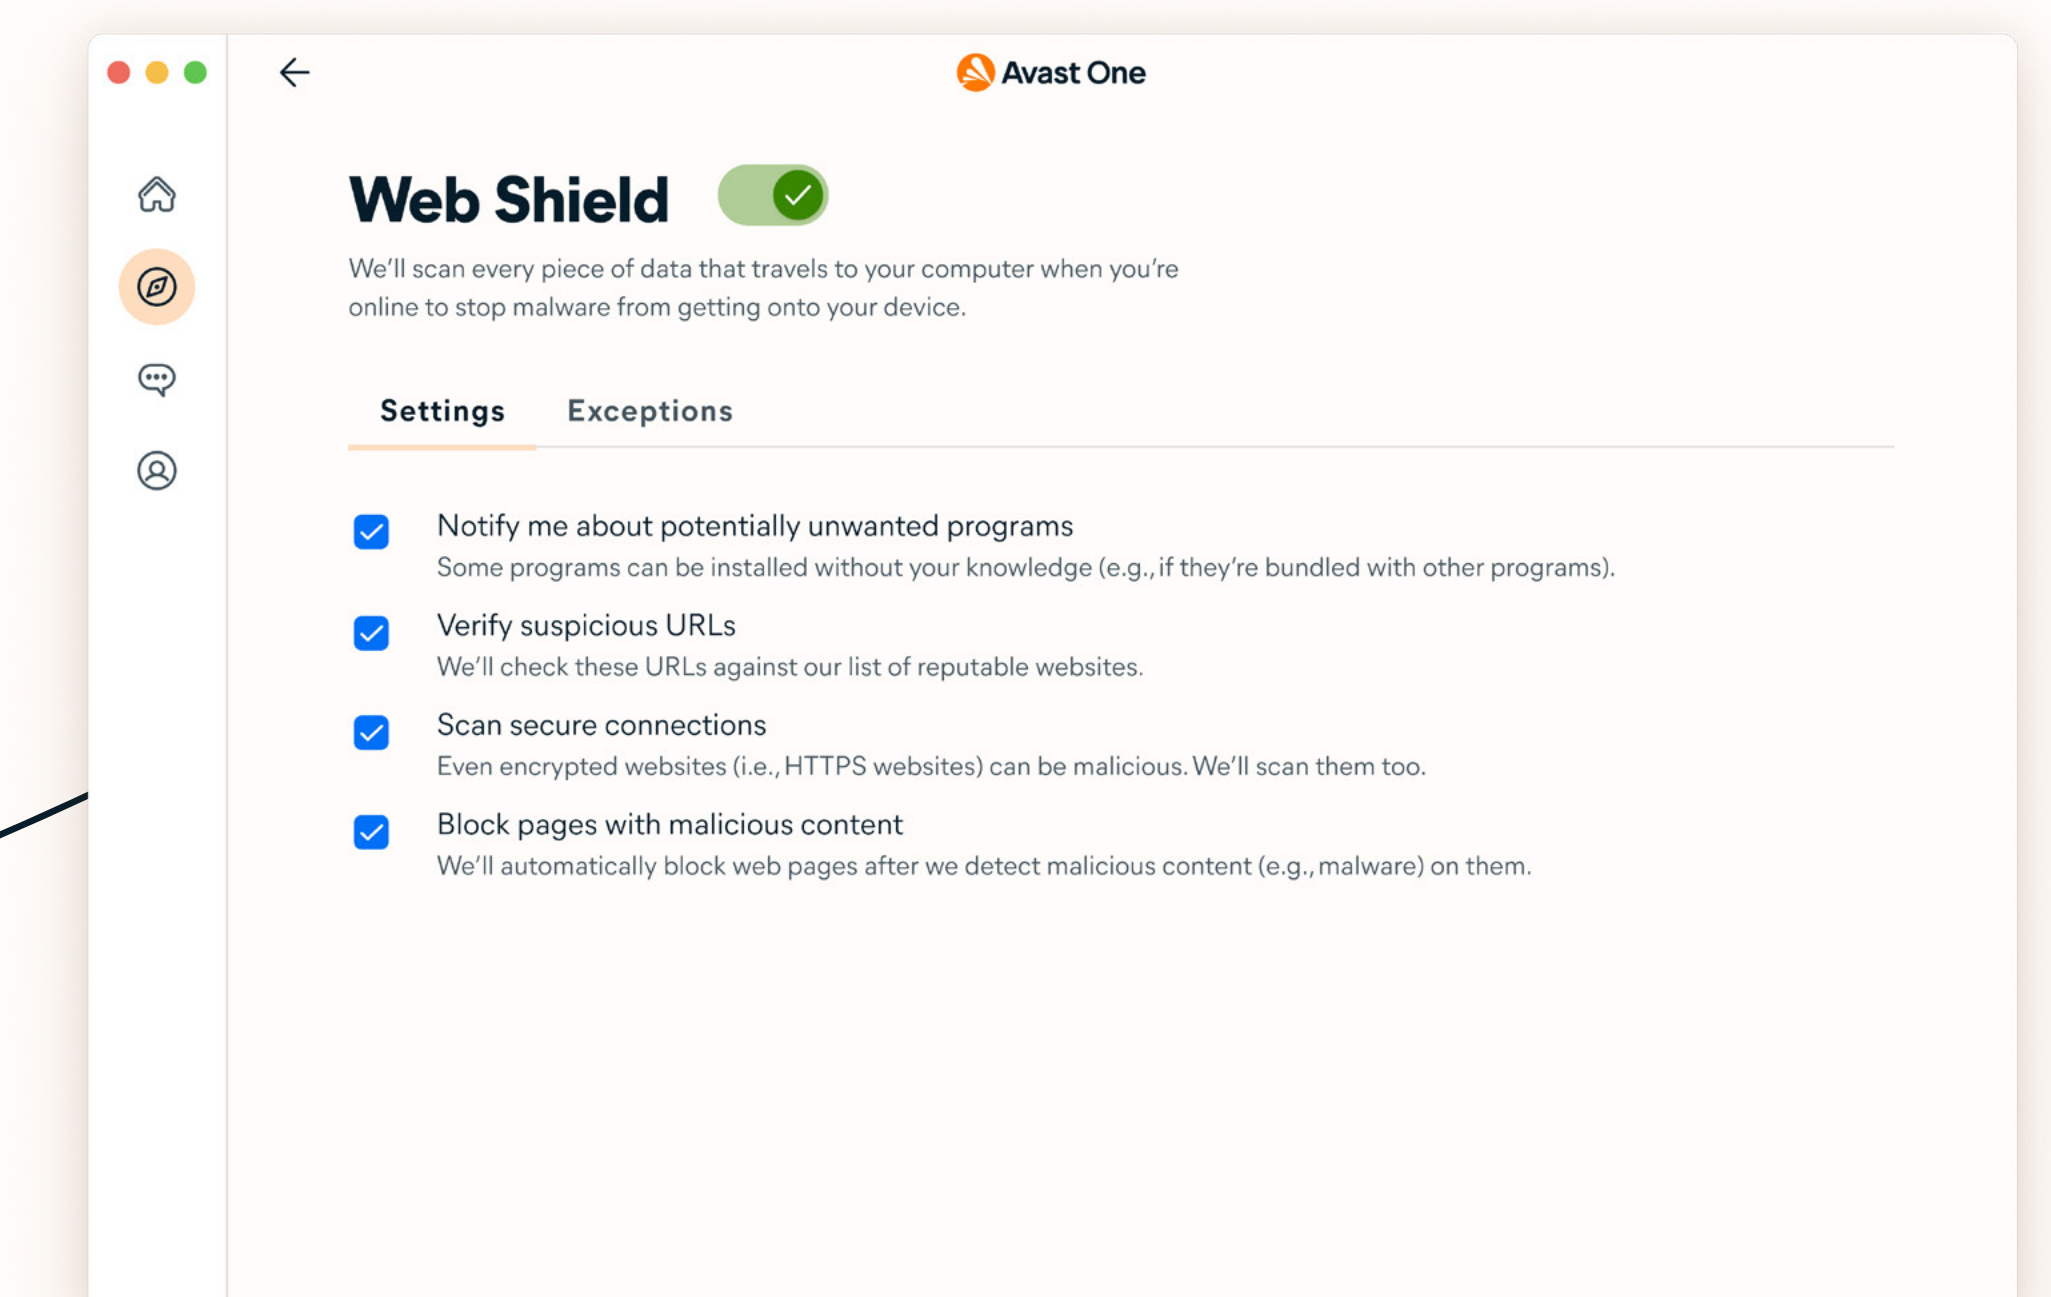 Avast One
Web Shield
We'll scan every piece of data that travels to your computer when you're
online to stop malware from getting onto your device.
Settings Exceptions
Notify me about potentially unwanted programs
Some programs can be installed without your knowledge (e.g., if they're bundled with other programs).
Verify suspicious URLs
We'll check these URLs against our list of reputable websites.
Scan secure connections
Even encrypted websites (i.e., HTTPS websites) can be malicious. We'll scan them too.
Block pages with malicious content
We'll automatically block web pages after we detect malicious content (e.g., malware) on them.